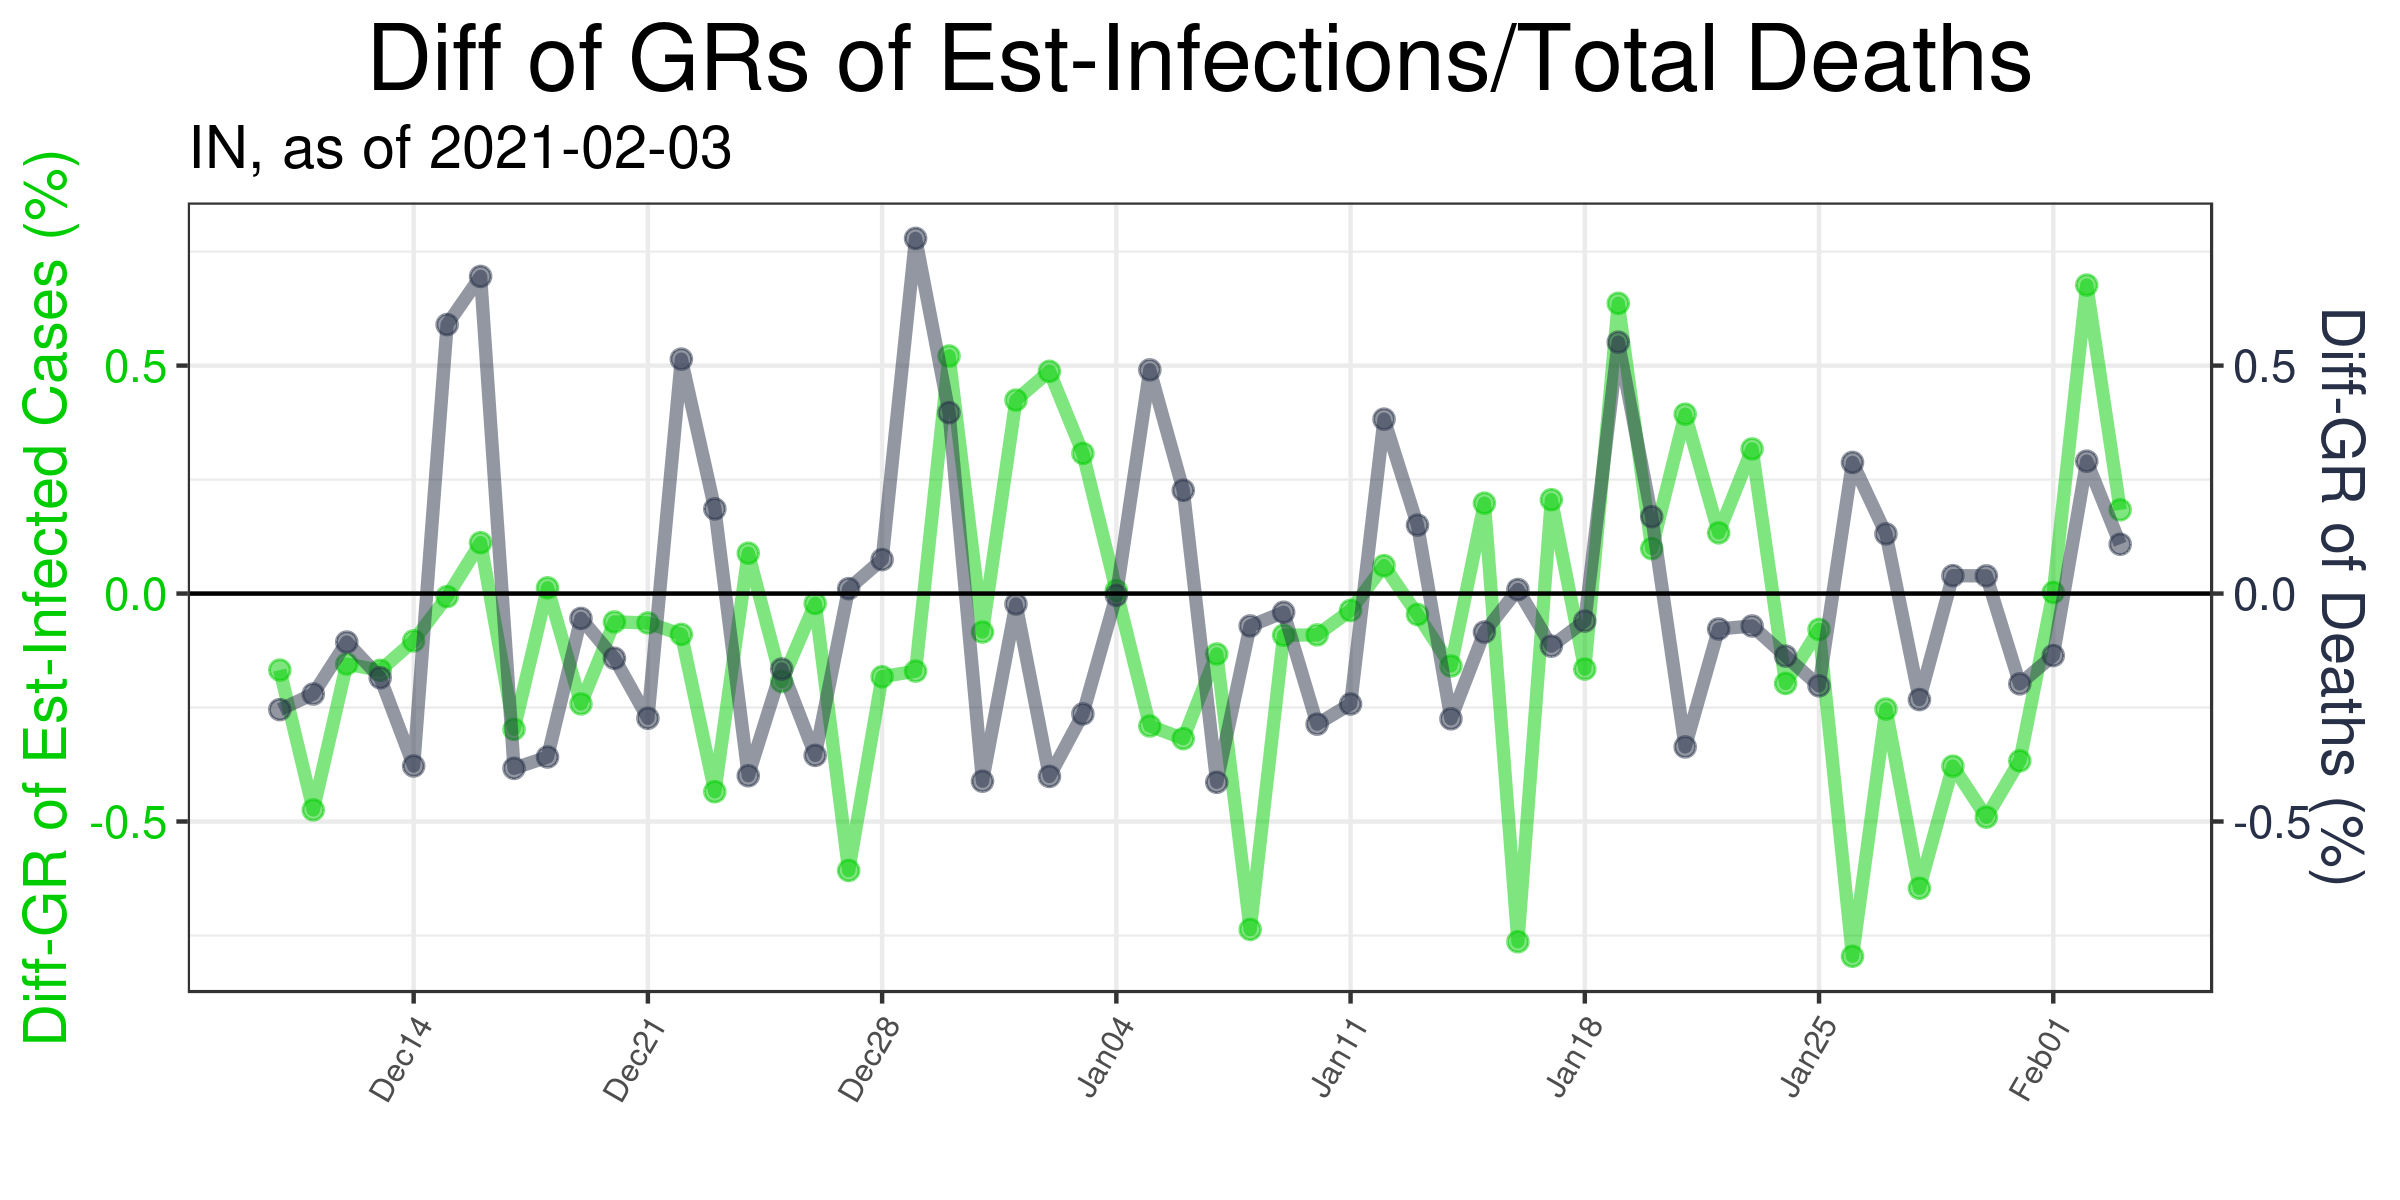 Diff of GRs of Est-Infections/Total Deaths
IN, as of 2021-02-03
Diff-GR of Est-Infected Cases (%)
0.5
0.0
-0.5
0.5
0.0
-0.5
Diff-GR of Deaths (%)
Dec14
Dec21
Dec28
Jan04
Jan11
Jan18
Jan25
Feb01